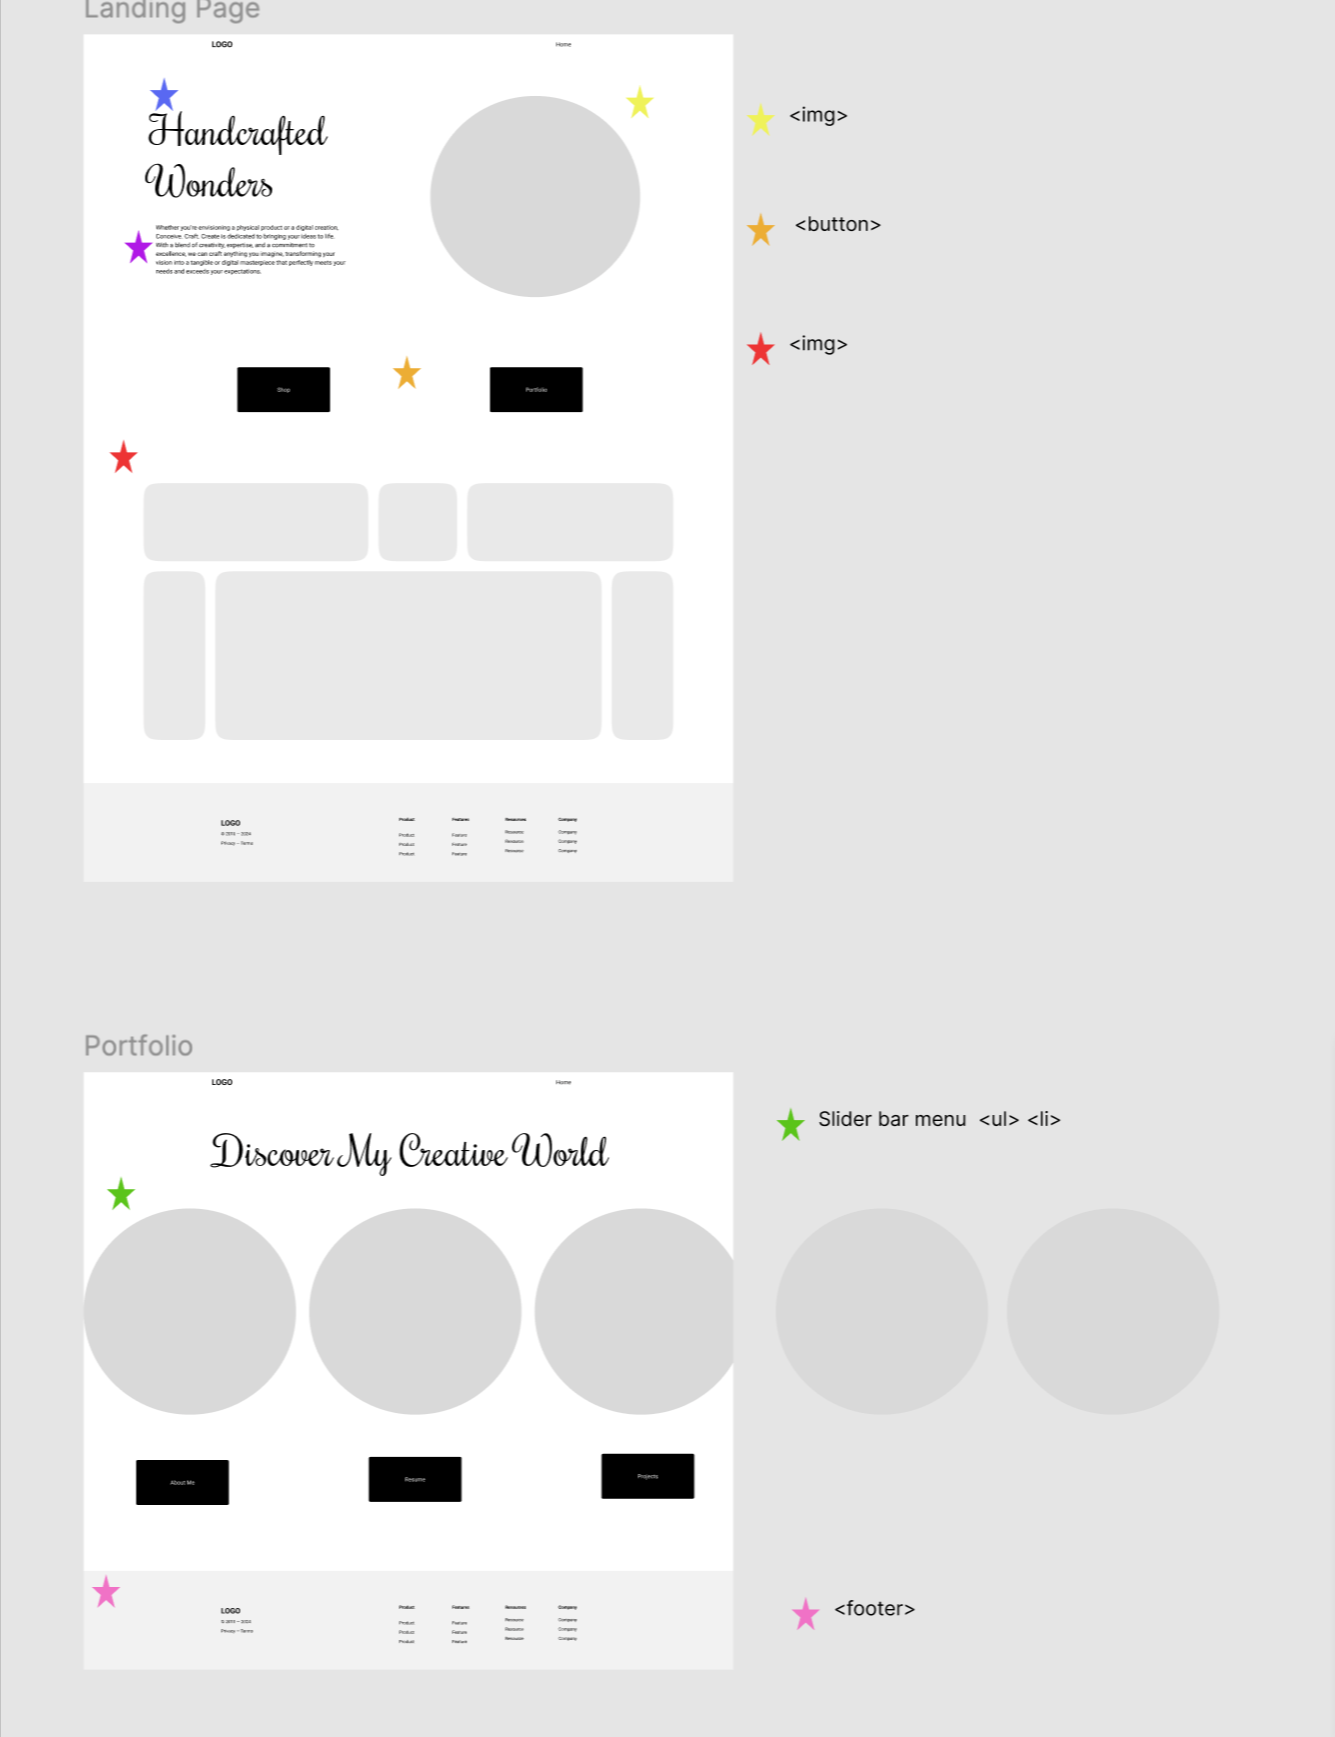 Landing Page
LOGO
Home
Handcrafted
Wonders
Whether you're envisioning a physical product or a digital creation,
Conceive. Craft. Create is dedicated to bringing your ideas to life.
With a blend of creativity, expertise, and a commitment to
excellence, we can craft anything you imagine, transforming your
vision into a tangible or digital masterpiece that perfectly meets your
needs and exceeds your expectations.
<img>
<button>
<img>
Shop
Portfolio
LOGO
Privacy – Terms
Product
Product
Product
Product
Features
Feature
Feature
Feature
Resources
Resource
Resource
Resource
Company
Company
Company
Company
Portfolio
LOGO
Home
Discover My Creative World
Slider bar menu <ul> <li>
About Me
Resume
Projects
<footer>
LOGO
Privacy – Terms
Product
Product
Product
Product
Features
Feature
Feature
Feature
Resources
Resource
Resource
Resource
Company
Company
Company
Company